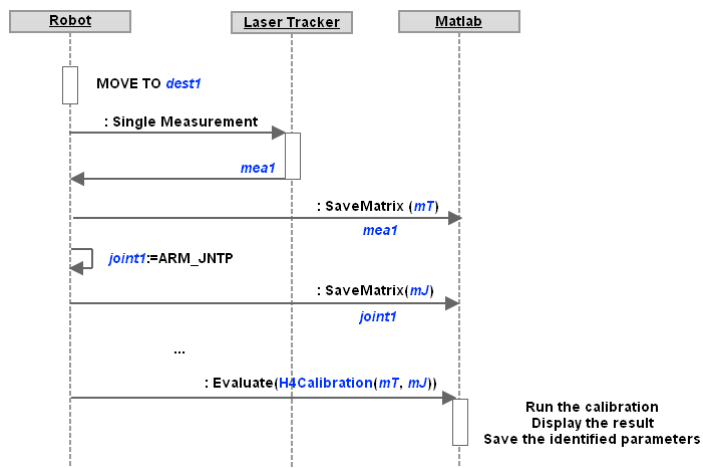 Robot
Laser Tracker
Matlab
MOVE TO dest1
: Single Measurement
mea1
: SaveMatrix (mT)
mea1
joint1:=ARM_JNTP
: SaveMatrix(mJ)
joint1
...
: Evaluate(H4Calibration(mT, mJ))
Run the calibration
Display the result
Save the identified parameters